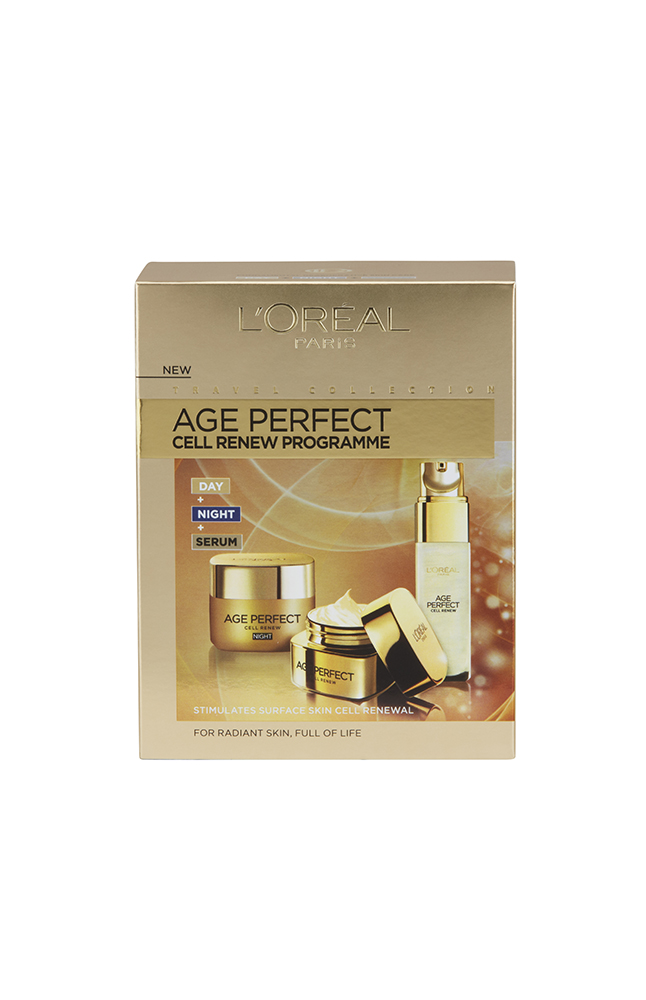 L'ORÉAL
PARIS
NEW
TRAVEL COLLECTION
AGE PERFECT
CELL RENEW PROGRAMME
DAY
+
NIGHT
+
SERUM
AGE PERFECT
CELL RENEW
NIGHT
AGE PERFECT
CELL RENEW
L'ORÉAL
L'ORÉAL
PARIS
AGE
PERFECT
CELL RENEW
STIMULATES SURFACE SKIN CELL RENEWAL
FOR RADIANT SKIN, FULL OF LIFE